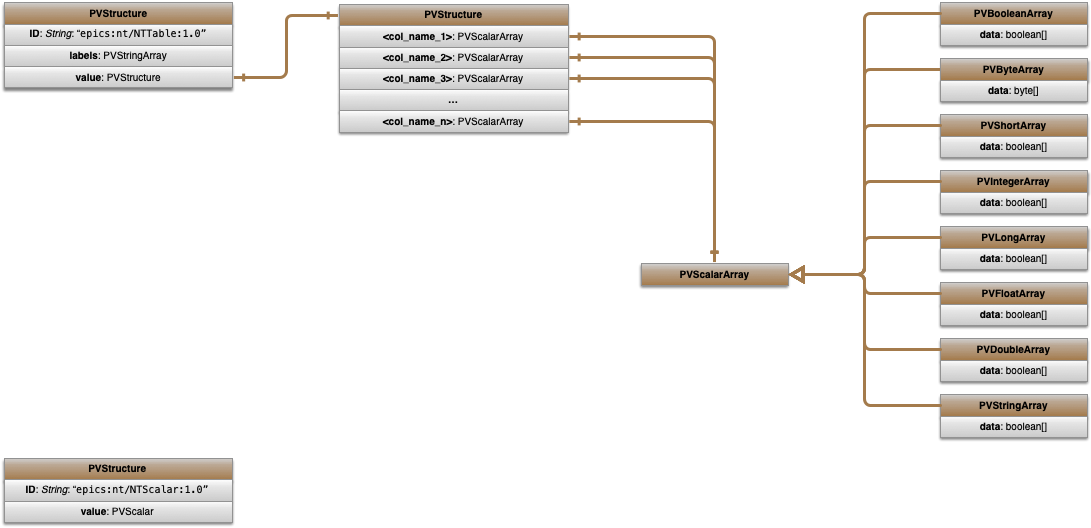 PVStructure
ID: String: “epics:nt/NTTable:1.0”
labels: PVStringArray
value: PVStructure
PVStructure
<col_name_1>: PVScalarArray
<col_name_2>: PVScalarArray
<col_name_3>: PVScalarArray
...
<col_name_n>: PVScalarArray
PVScalarArray
PVBooleanArray
data: boolean[]
PVByteArray
data: byte[]
PVShortArray
data: boolean[]
PVIntegerArray
data: boolean[]
PVLongArray
data: boolean[]
PVFloatArray
data: boolean[]
PVDoubleArray
data: boolean[]
PVStringArray
data: boolean[]
PVStructure
ID: String: “epics:nt/NTScalar:1.0”
value: PVScalar